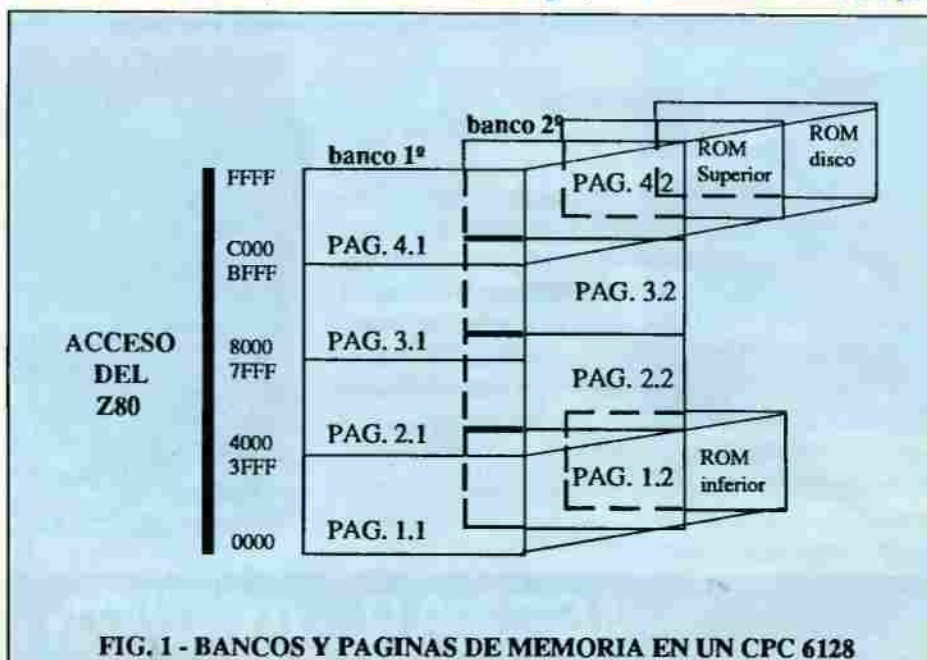 banco 1º
banco 2º
ROM
disco
ROM
Superior
FFFF
PAG. 4.2
C000
PAG. 4.1
BFFF
PAG. 3.2
ACCESO
DEL
Z80
8000
PAG. 3.1
7FFF
PAG. 2.2
4000
PAG. 2.1
3FFF
PAG. 1.2
ROM
inferior
0000
PAG. 1.1
FIG. 1 - BANCOS Y PAGINAS DE MEMORIA EN UN CPC 6128